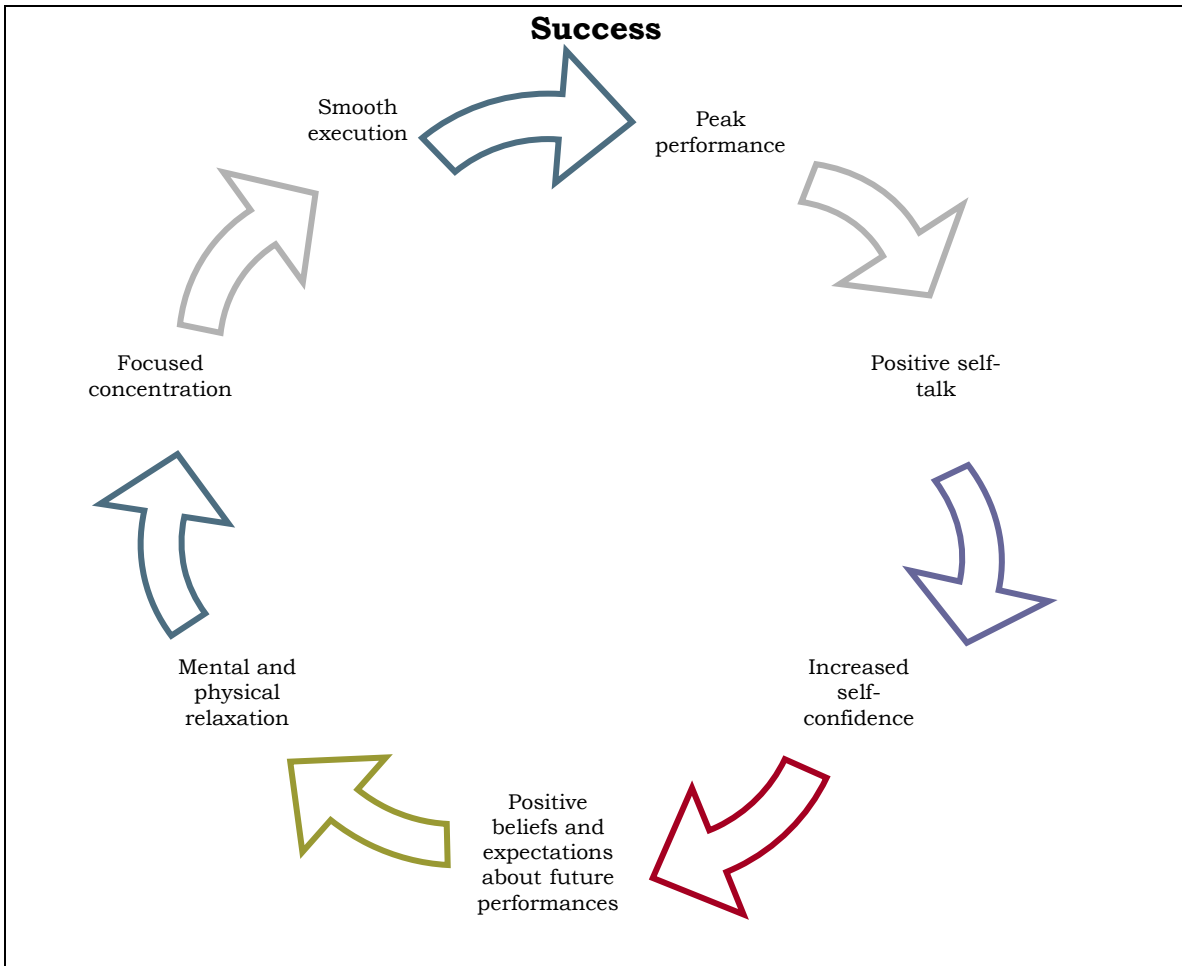 Success
Smooth
execution
Peak
performance
Positive self-
talk
Increased
self-
confidence
Positive
beliefs and
expectations
about future
performances
Mental and
physical
relaxation
Focused
concentration